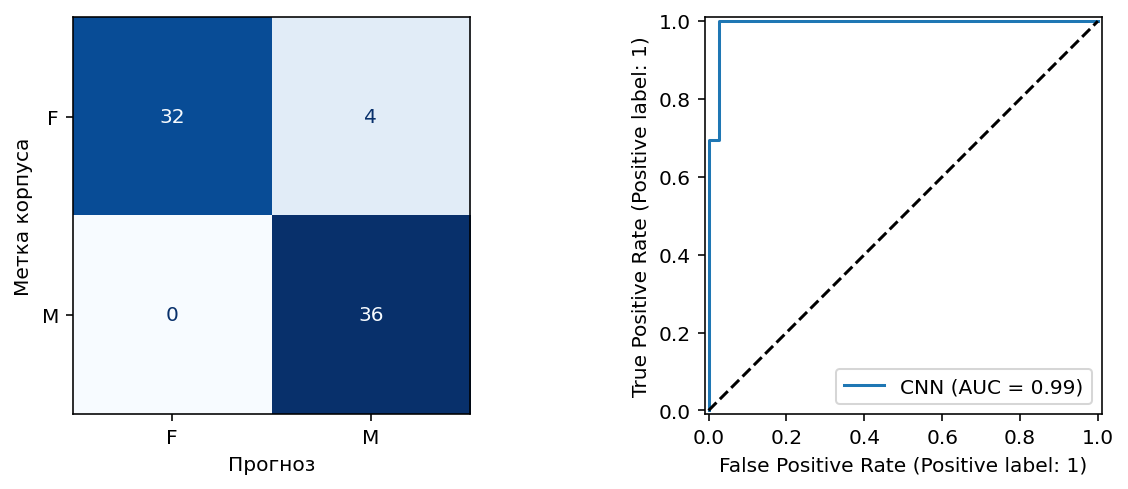 F
32
4
M
0
36
F
M
Метка корпуса
Прогноз
1.0
0.8
0.6
0.4
0.2
0.0
0.0
0.2
0.4
0.6
0.8
1.0
True Positive Rate (Positive label: 1)
False Positive Rate (Positive label: 1)
CNN (AUC = 0.99)